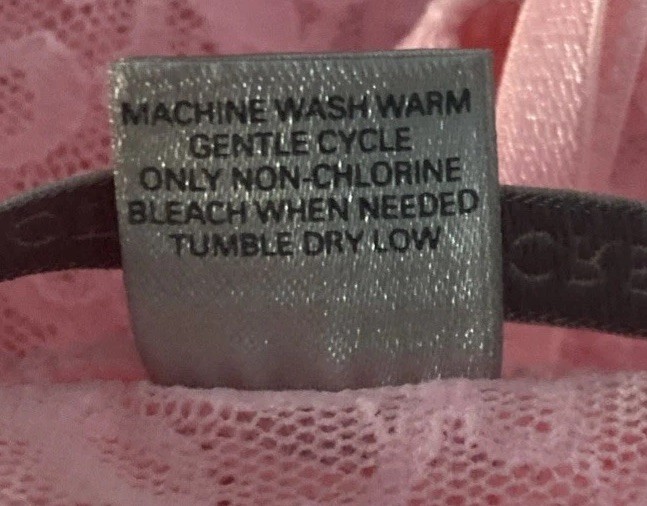 MACHINE WASH WARM
GENTLE CYCLE
ONLY NON-CHLORINE
BLEACH WHEN NEEDED
TUMBLE DRY LOW